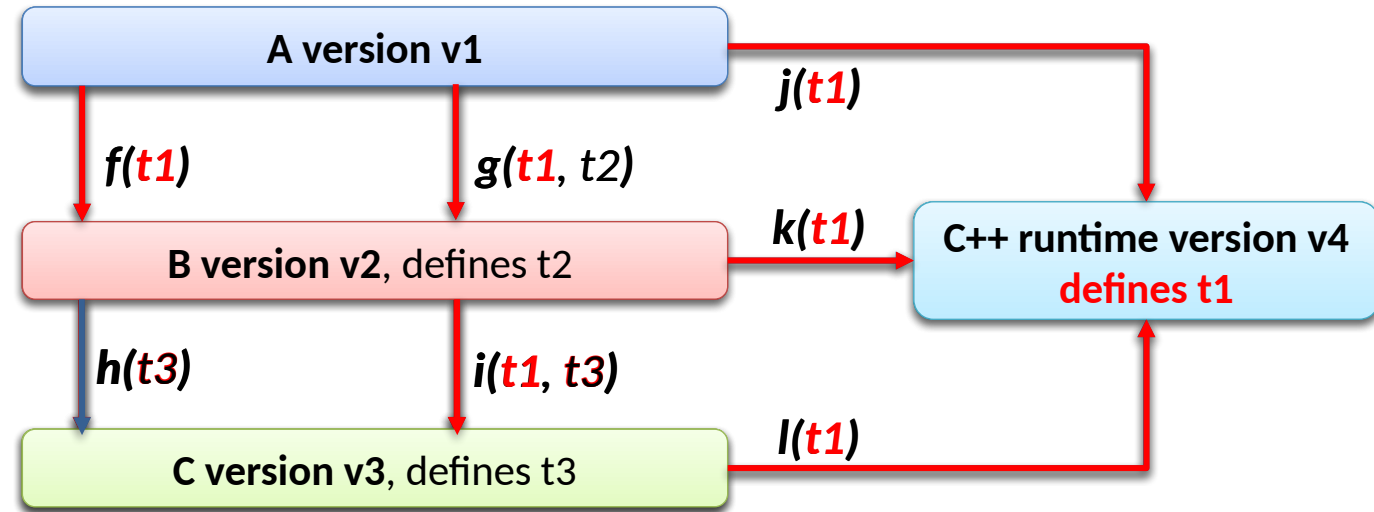 A version v1
j(t1)
f(t1)
g(t1, t2)
k(t1)
B version v2, defines t2
C++ runtime version v4
defines t1
h(t3)
i(t1, t3)
l(t1)
C version v3, defines t3